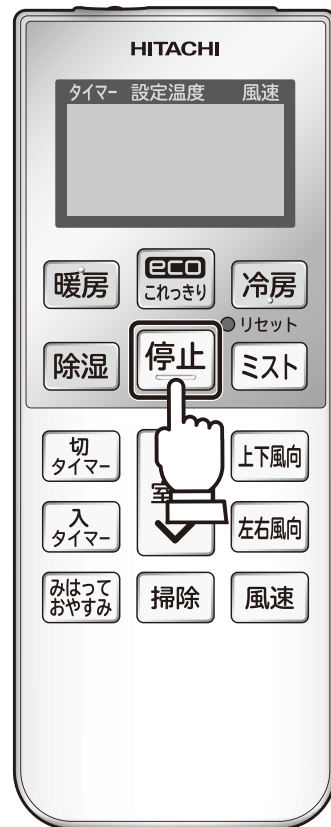 HITACHI
タイマー 設定温度 風速
暖房
eco
これっきり
冷房
リセット
除湿
停止
ミスト
切
タイマー
室
上下風向
入
タイマー
左右風向
みはって
おやすみ
掃除
風速